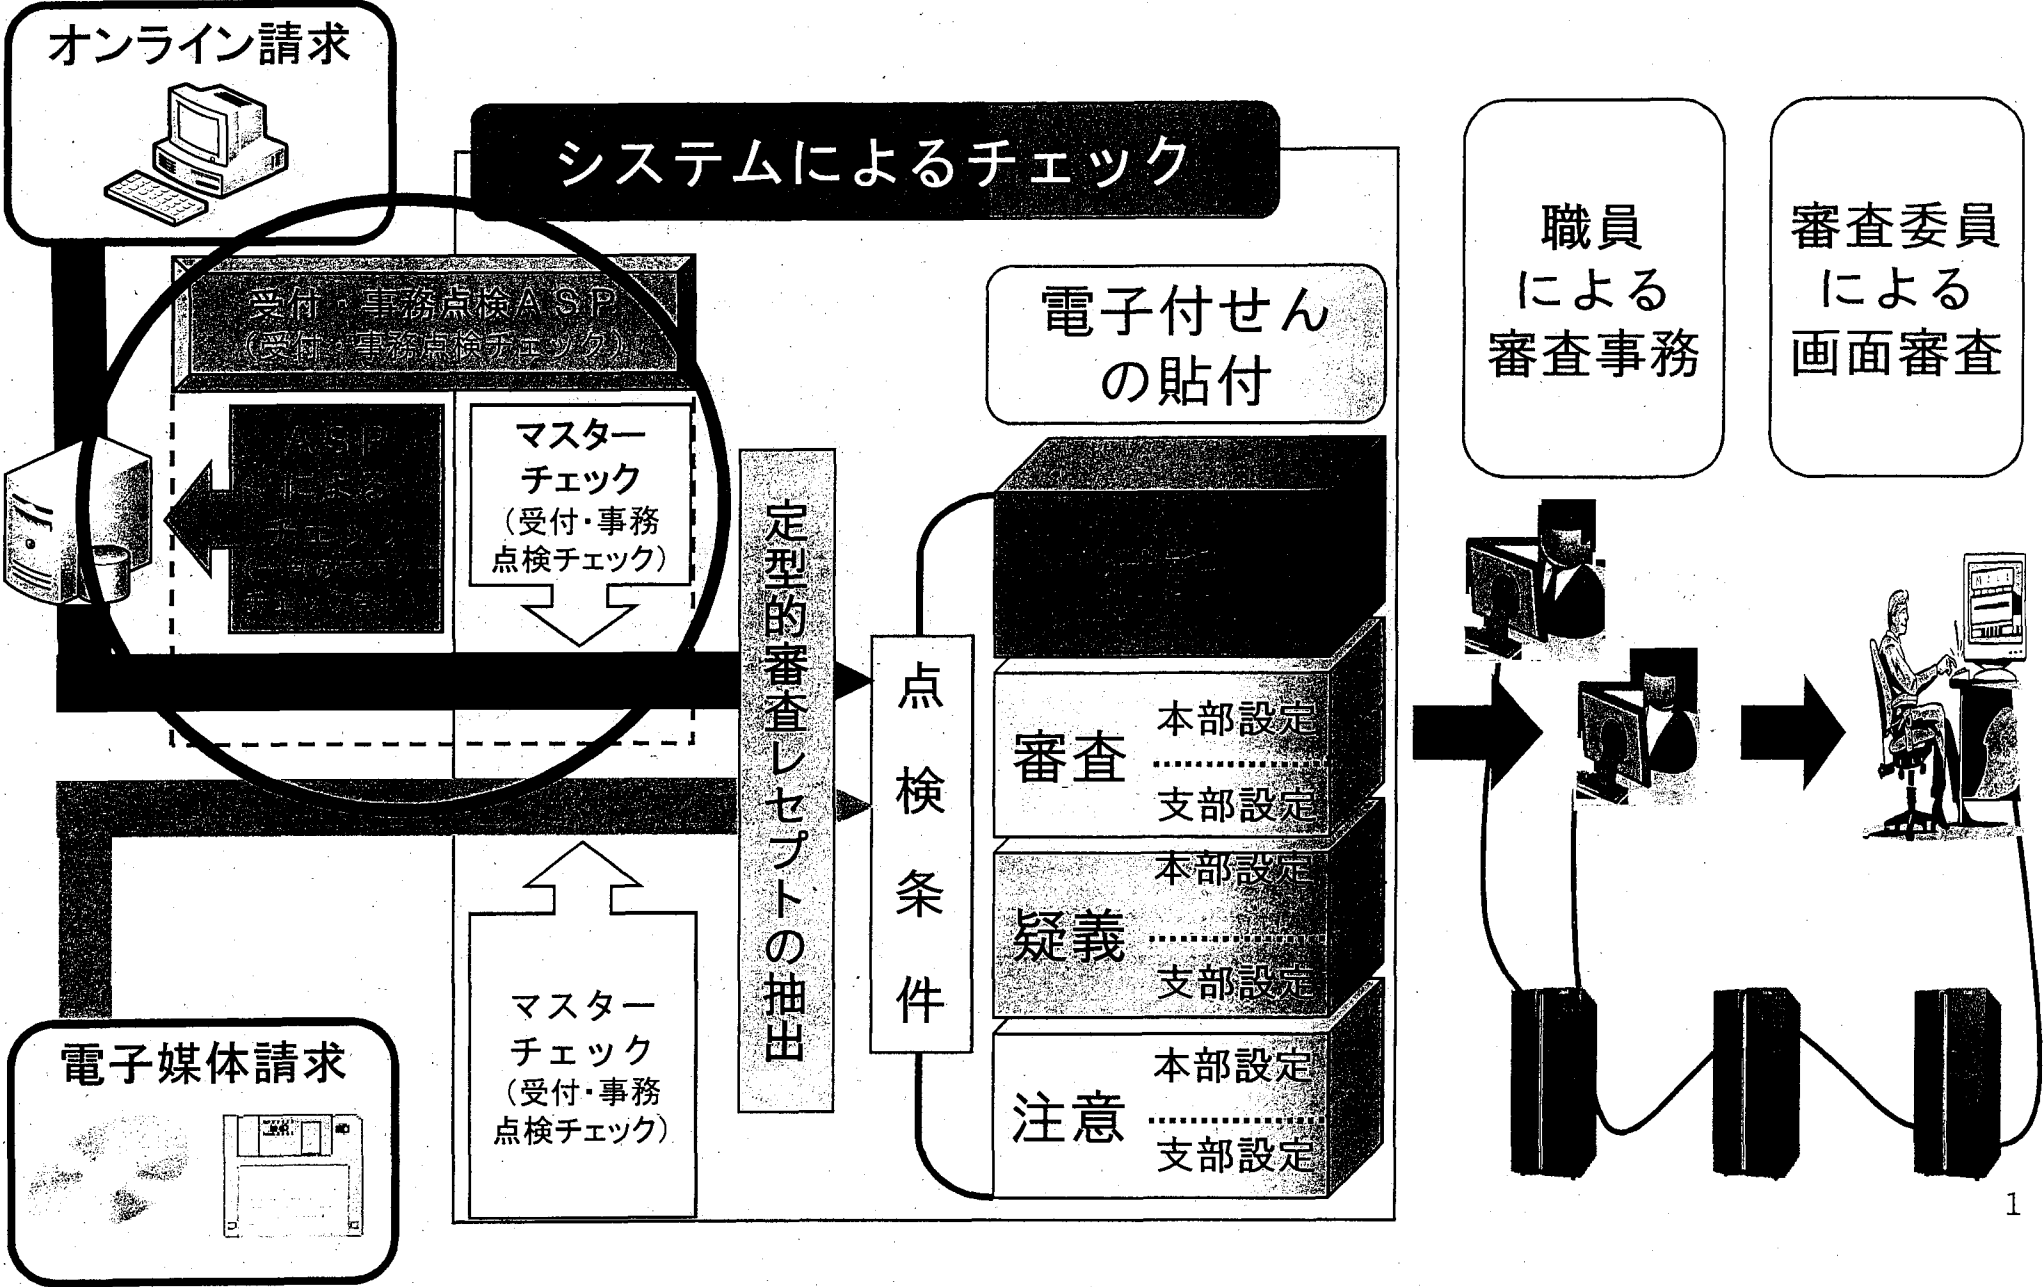 オンライン請求
システムによるチェック
受付・事務点検ASP
(受付・事務点検チェック)
ASP
による
チェック
マスター
チェック
(受付・事務
点検チェック)
定型的審査レセプトの抽出
点検条件
電子付せん
の貼付
審査
本部設定
支部設定
疑義
本部設定
支部設定
注意
本部設定
支部設定
職員
による
審査事務
審査委員
による
画面審査
マスター
チェック
(受付・事務
点検チェック)
電子媒体請求
1